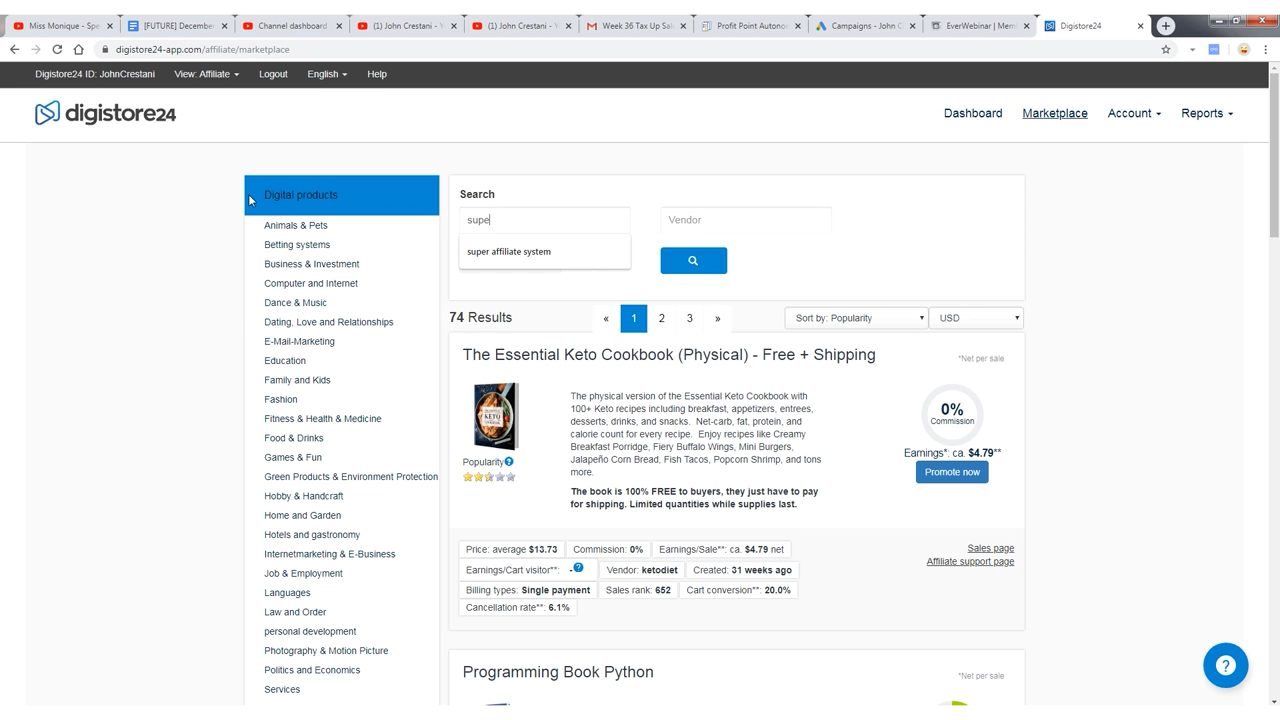 Miss Monique - Spe
[FUTURE] December
Channel dashboard
(1) John Crestani - Y
(1) John Crestani - Y
Week 36 Tax Up Sal
Profit Point Autonom
Campaigns - John C
EverWebinar | Mem
Digistore24
digistore24-app.com/affiliate/marketplace
Digistore24 ID: JohnCrestani
View: Affiliate
Logout
English
Help
digistore24
Dashboard
Marketplace
Account
Reports
Digital products
Animals & Pets
Betting systems
Business & Investment
Computer and Internet
Dance & Music
Dating, Love and Relationships
E-Mail-Marketing
Education
Family and Kids
Fashion
Fitness & Health & Medicine
Food & Drinks
Games & Fun
Green Products & Environment Protection
Hobby & Handcraft
Home and Garden
Hotels and gastronomy
Internetmarketing & E-Business
Job & Employment
Languages
Law and Order
personal development
Photography & Motion Picture
Politics and Economics
Services
Search
supe
Vendor
super affiliate system
74 Results
« 1 2 3 »
Sort by: Popularity
USD
The Essential Keto Cookbook (Physical) - Free + Shipping
*Net per sale
The physical version of the Essential Keto Cookbook with
100+ Keto recipes including breakfast, appetizers, entrees,
desserts, drinks, and snacks. Net-carb, fat, protein, and
calorie count for every recipe. Enjoy recipes like Creamy
Breakfast Porridge, Fiery Buffalo Wings, Mini Burgers,
Jalapeño Corn Bread, Fish Tacos, Popcorn Shrimp, and tons
more.
The book is 100% FREE to buyers, they just have to pay
for shipping. Limited quantities while supplies last.
KETO
Popularity
0%
Commission
Earnings*: ca. $4.79**
Promote now
Price: average $13.73
Commission: 0%
Earnings/Sale**: ca. $4.79 net
Earnings/Cart visitor**: -
Vendor: ketodiet
Created: 31 weeks ago
Billing types: Single payment
Sales rank: 652
Cart conversion**: 20.0%
Cancellation rate**: 6.1%
Sales page
Affiliate support page
Programming Book Python
*Net per sale
?